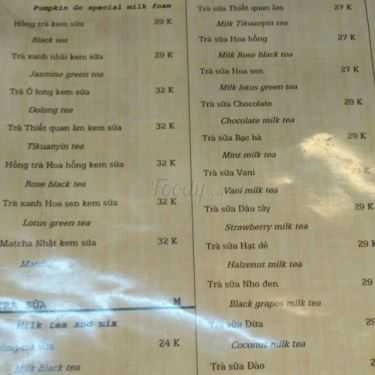 Pumpkin Go special milk foam
Hồng trà kem sữa 29 K
Black tea
Trà xanh nhài kem sữa 29 K
Jasmine green tea
Trà Ô long kem sữa 32 K
Oolong tea
Trà Thiết quan âm kem sữa 32 K
Tikuanyin tea
Hồng trà Hoa hồng kem sữa 32 K
Rose black tea
Trà xanh Hoa sen kem sữa 32 K
Lotus green tea
Matcha Nhật kem sữa 32 K
TRÀ SỮA M
Milk tea and mix
sữa 24 K
Milk Black tea
Trà sữa Thiết quan âm 27 K
Milk Tikuanyin tea
Trà sữa Hoa hồng 27 K
Milk Rose black tea
Trà sữa Hoa sen 27 K
Milk lotus green tea
Trà sữa Chocolate 29 K
Chocolate milk tea
Trà sữa Bạc hà 29 K
Mint milk tea
Trà sữa Vani 29 K
Vani milk tea
Trà sữa Dâu tây 29 K
Strawberry milk tea
Trà sữa Hạt dẻ 29 K
Halzenut milk tea
Trà sữa Nho đen 29 K
Black grapes milk tea
Trà sữa Dừa 29
Coconut milk tea
Trà sữa Đào 2
Foody